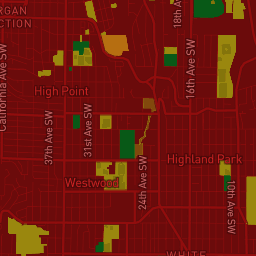 RGAN
CTION
18th Ave
16th Ave SW
California Ave SW
High Point
37th Ave SW
31st Ave SW
24th Ave SW
Highland Park
Westwood
10th Ave SW
WHITE